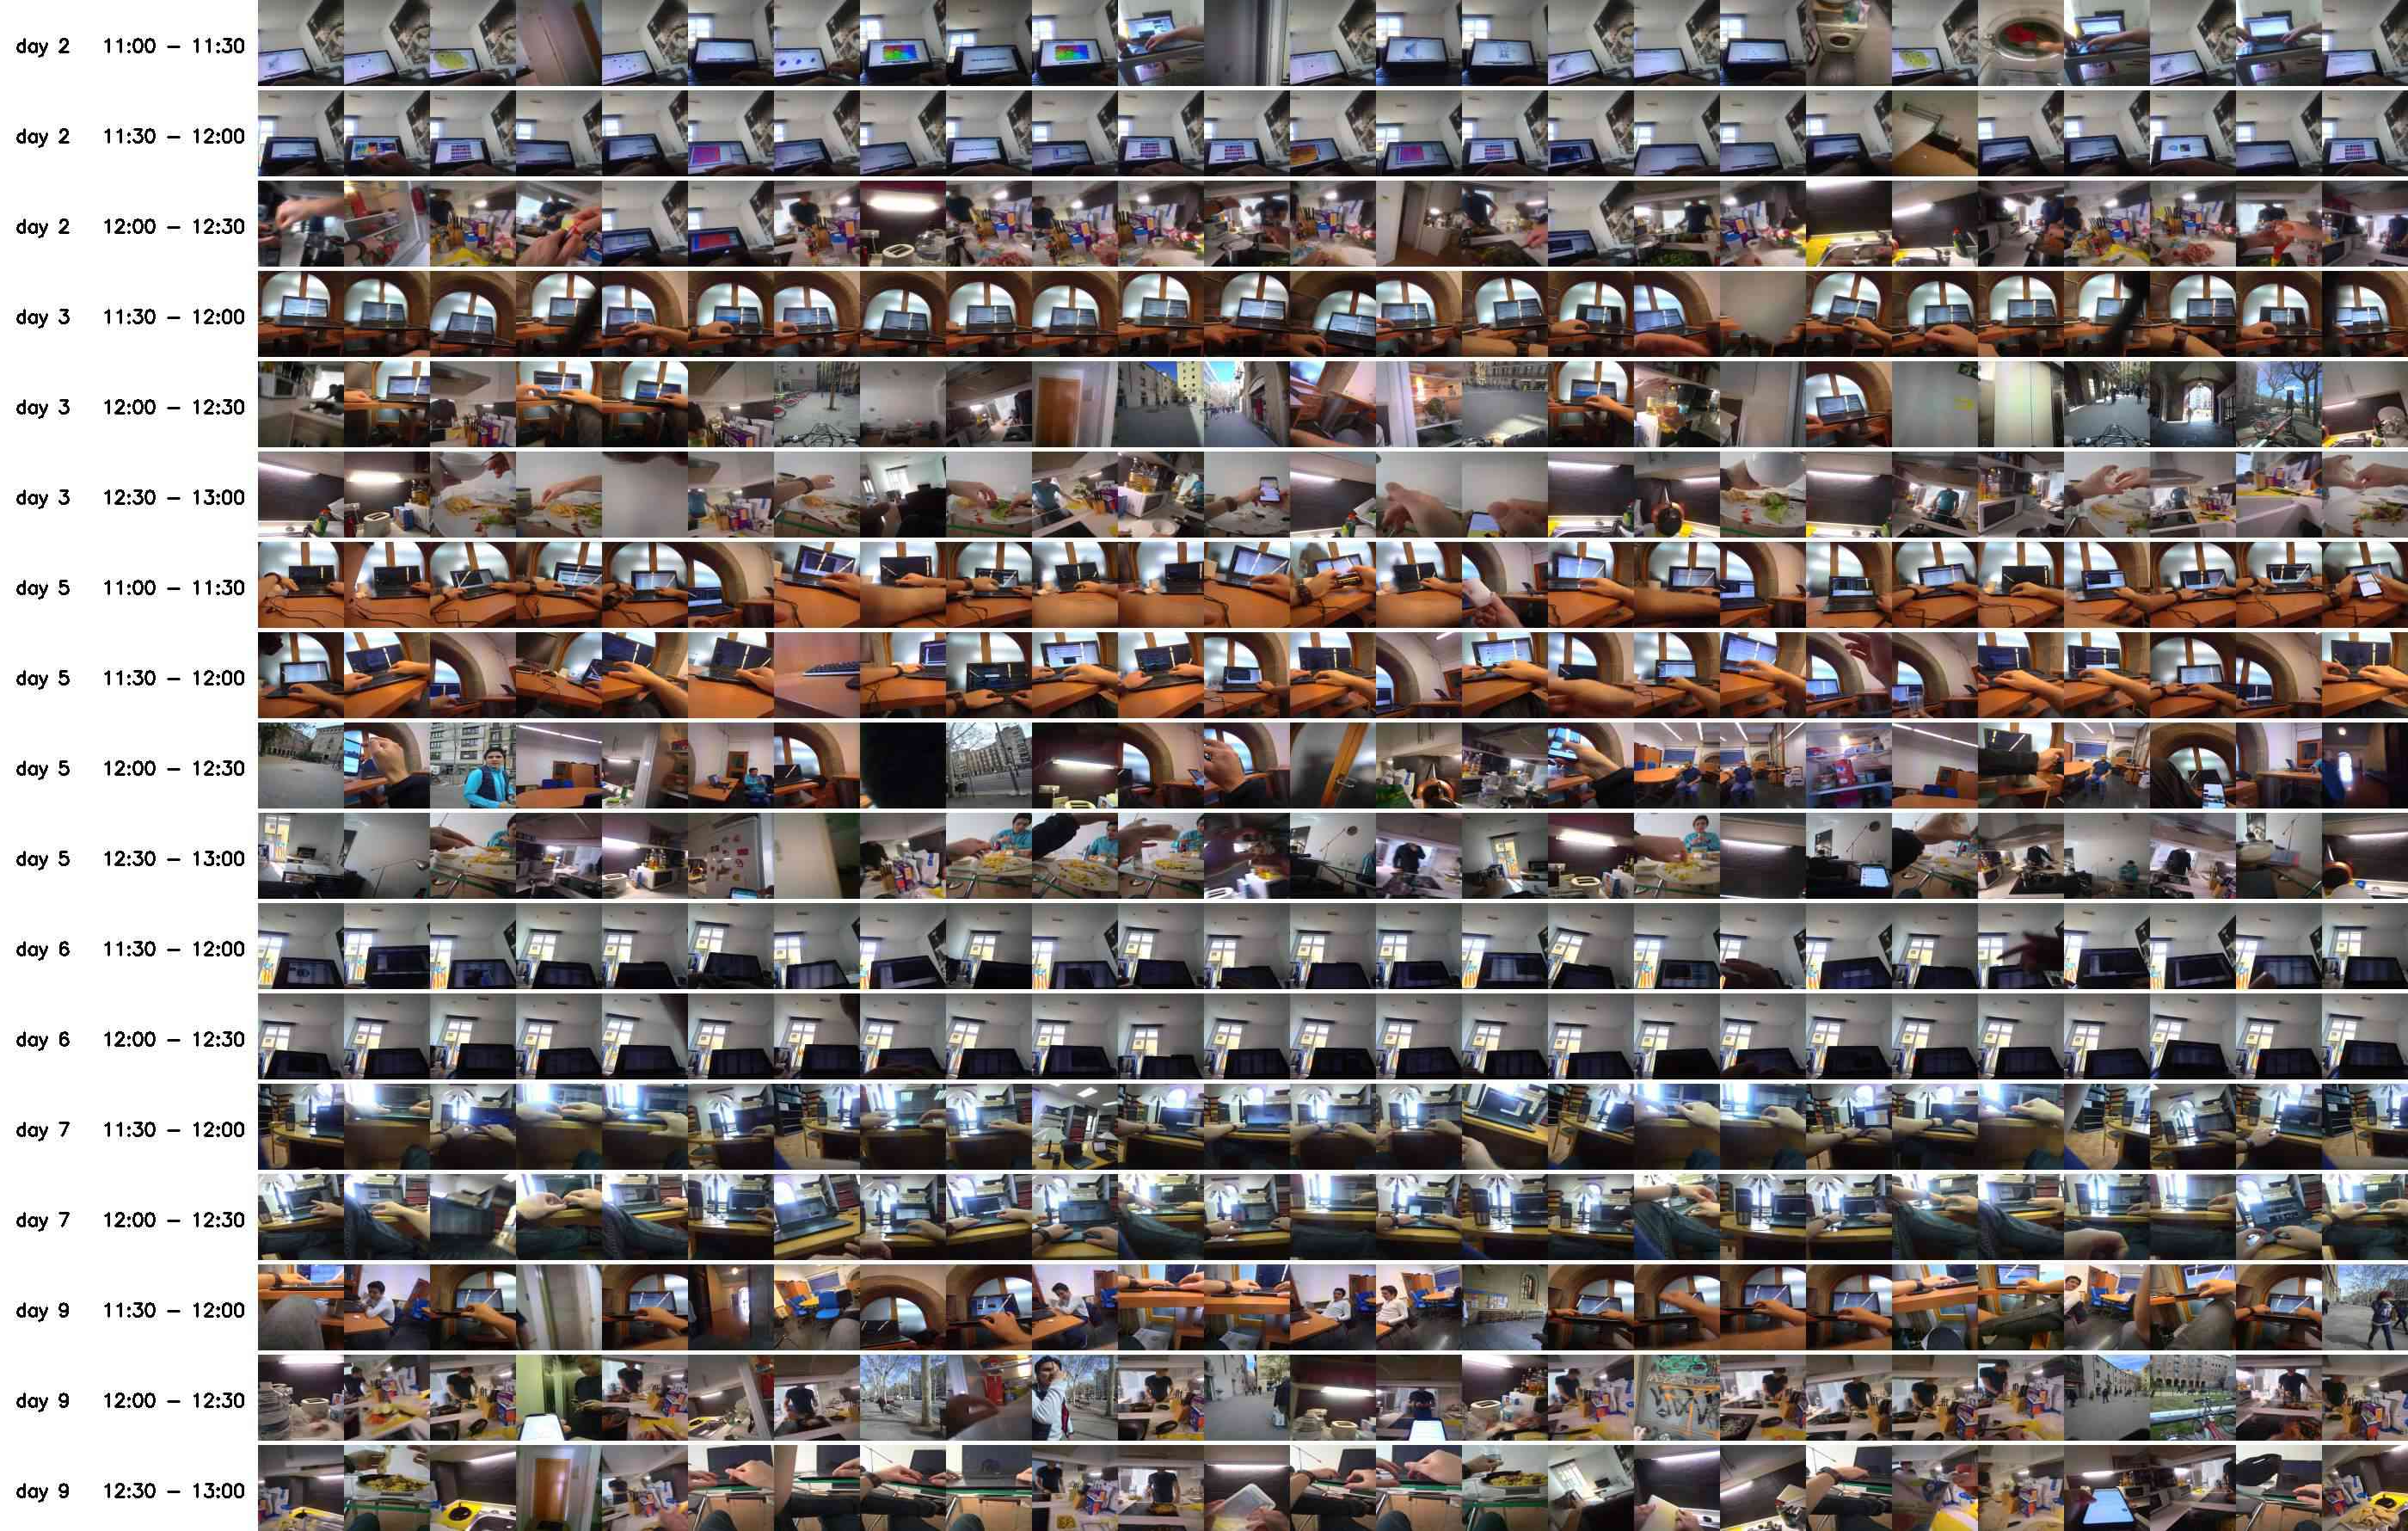 day 2 11:00 - 11:30
day 2 11:30 - 12:00
day 2 12:00 - 12:30
day 3 11:30 - 12:00
day 3 12:00 - 12:30
day 3 12:30 - 13:00
day 5 11:00 - 11:30
day 5 11:30 - 12:00
day 5 12:00 - 12:30
day 5 12:30 - 13:00
day 6 11:30 - 12:00
day 6 12:00 - 12:30
day 7 11:30 - 12:00
day 7 12:00 - 12:30
day 9 11:30 - 12:00
day 9 12:00 - 12:30
day 9 12:30 - 13:00